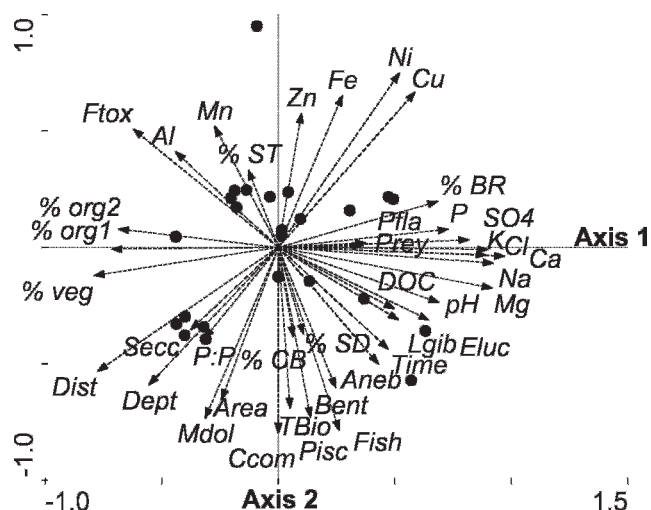 1.0
Ni
Fe
Cu
Zn
Ftox
Mn
Al
% ST
% BR
% org2
Pfla
P
SO4
% org1
Prey
K
Cl
Axis 1
Ca
% veg
DOC
Na
pH
Mg
Secc
P:P
% CB
% SD
Lgib
Eluc
Time
Dist
Dept
Aneb
Area
Bent
Mdol
TBio
Fish
Ccom
Pisc
-1.0
-1.0
Axis 2
1.5